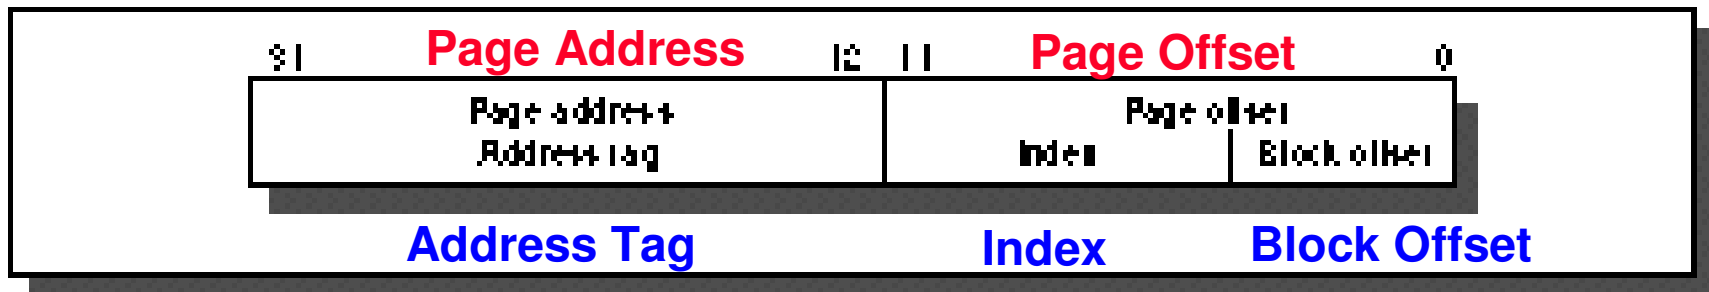 31 Page Address 12 11 Page Offset 0
Page address Page offset
Address tag Index Block offset
Address Tag Index Block Offset